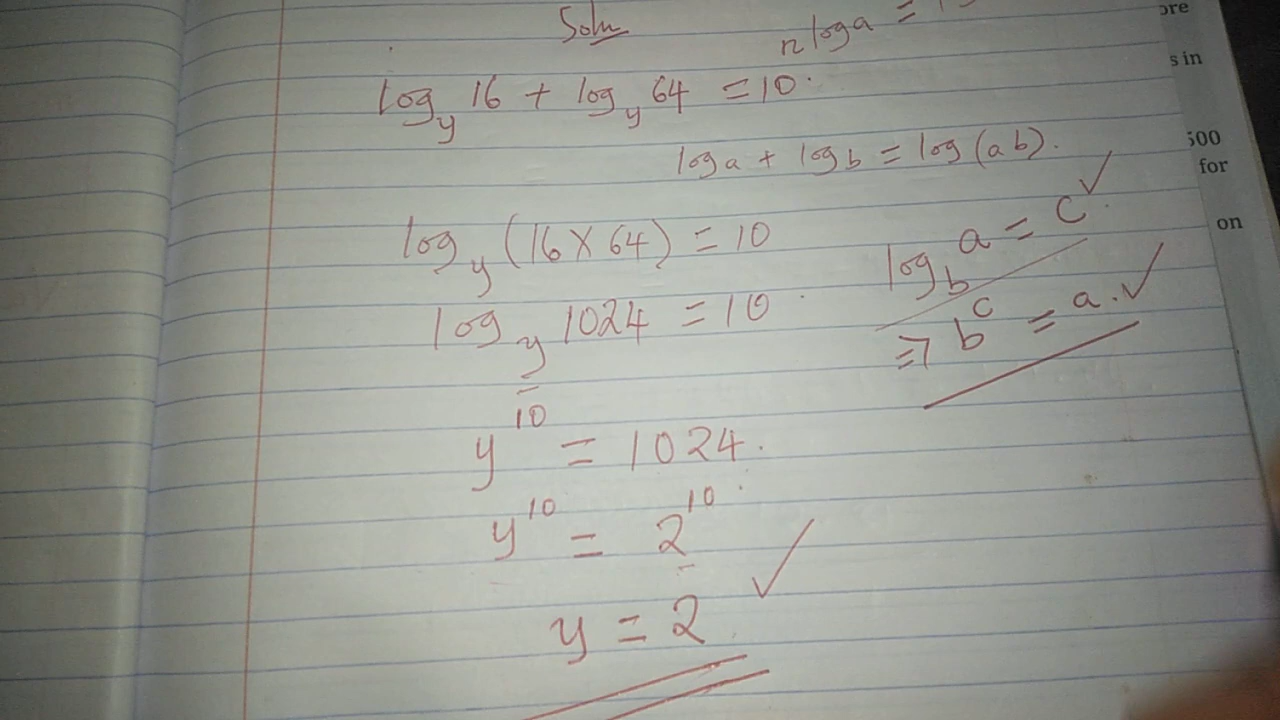 Soln
n log a =
log_y 16 + log_y 64 = 10.
log a + log b = log (ab).
log_y (16 × 64) = 10
log_b a = c. ✓
log_y 1024 = 10
⇒ b^c = a. ✓
y^10 = 1024.
y^10 = 2^10. ✓
y = 2
ore
s in
500
for
on